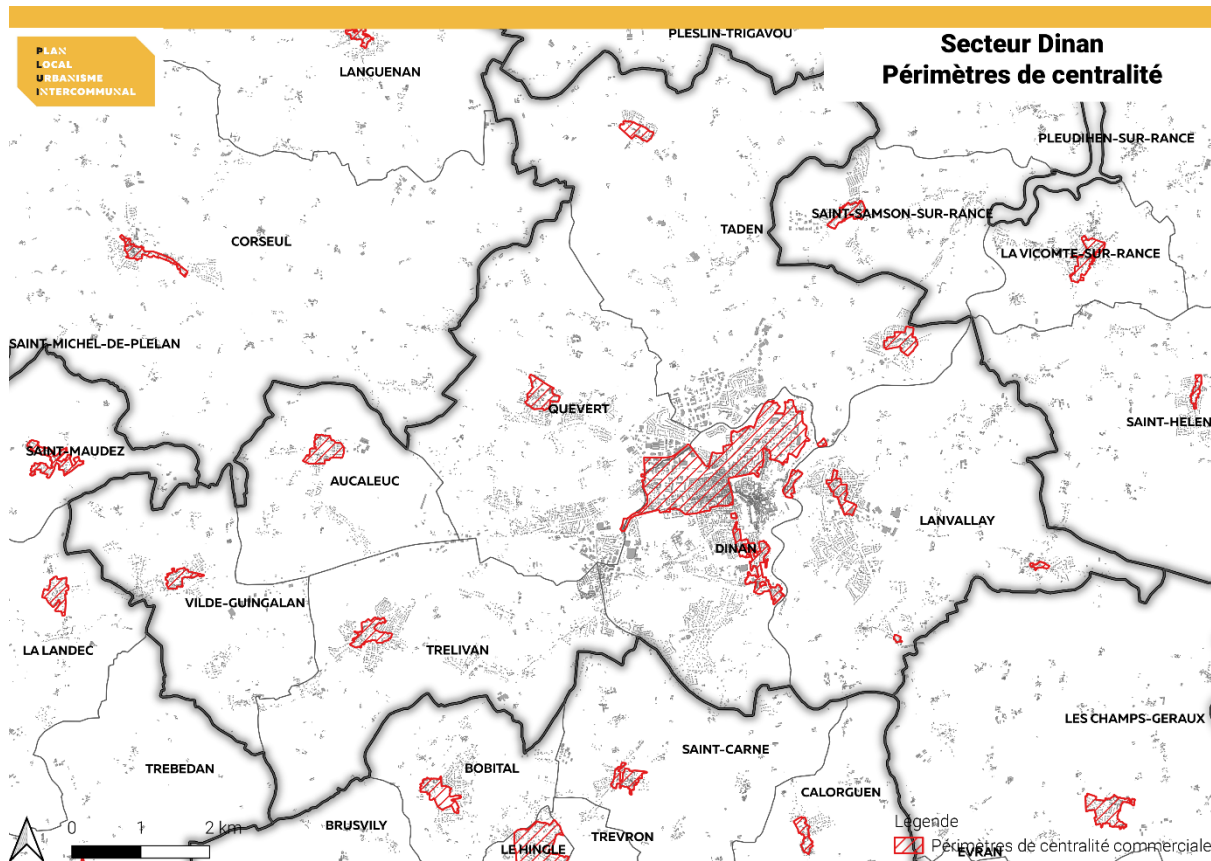 PLESLIN-TRIGAVOU
Secteur Dinan
Périmètres de centralité
PLAN
LOCAL
URBANISME
INTERCOMMUNAL
LANGUENAN
PLEUDIHEN-SUR-RANCE
SAINT-SAMSON-SUR-RANCE
TADEN
CORSEUL
LA VICOMTE-SUR-RANCE
SAINT-MICHEL-DE-PLELAN
QUEVERT
SAINT-HELEN
SAINT-MAUDEZ
AUCALEUC
LANVALLAY
DINAN
VILDE-GUINGALAN
LA LANDEC
TRELIVAN
LES CHAMPS-GERAUX
SAINT-CARNE
TREBEDAN
BOBITAL
CALORGUEN
Légende
0 1 2 km
BRUSVILY
TREVRON
LE HINGLE
Périmètres de centralité commerciale
EVRAN